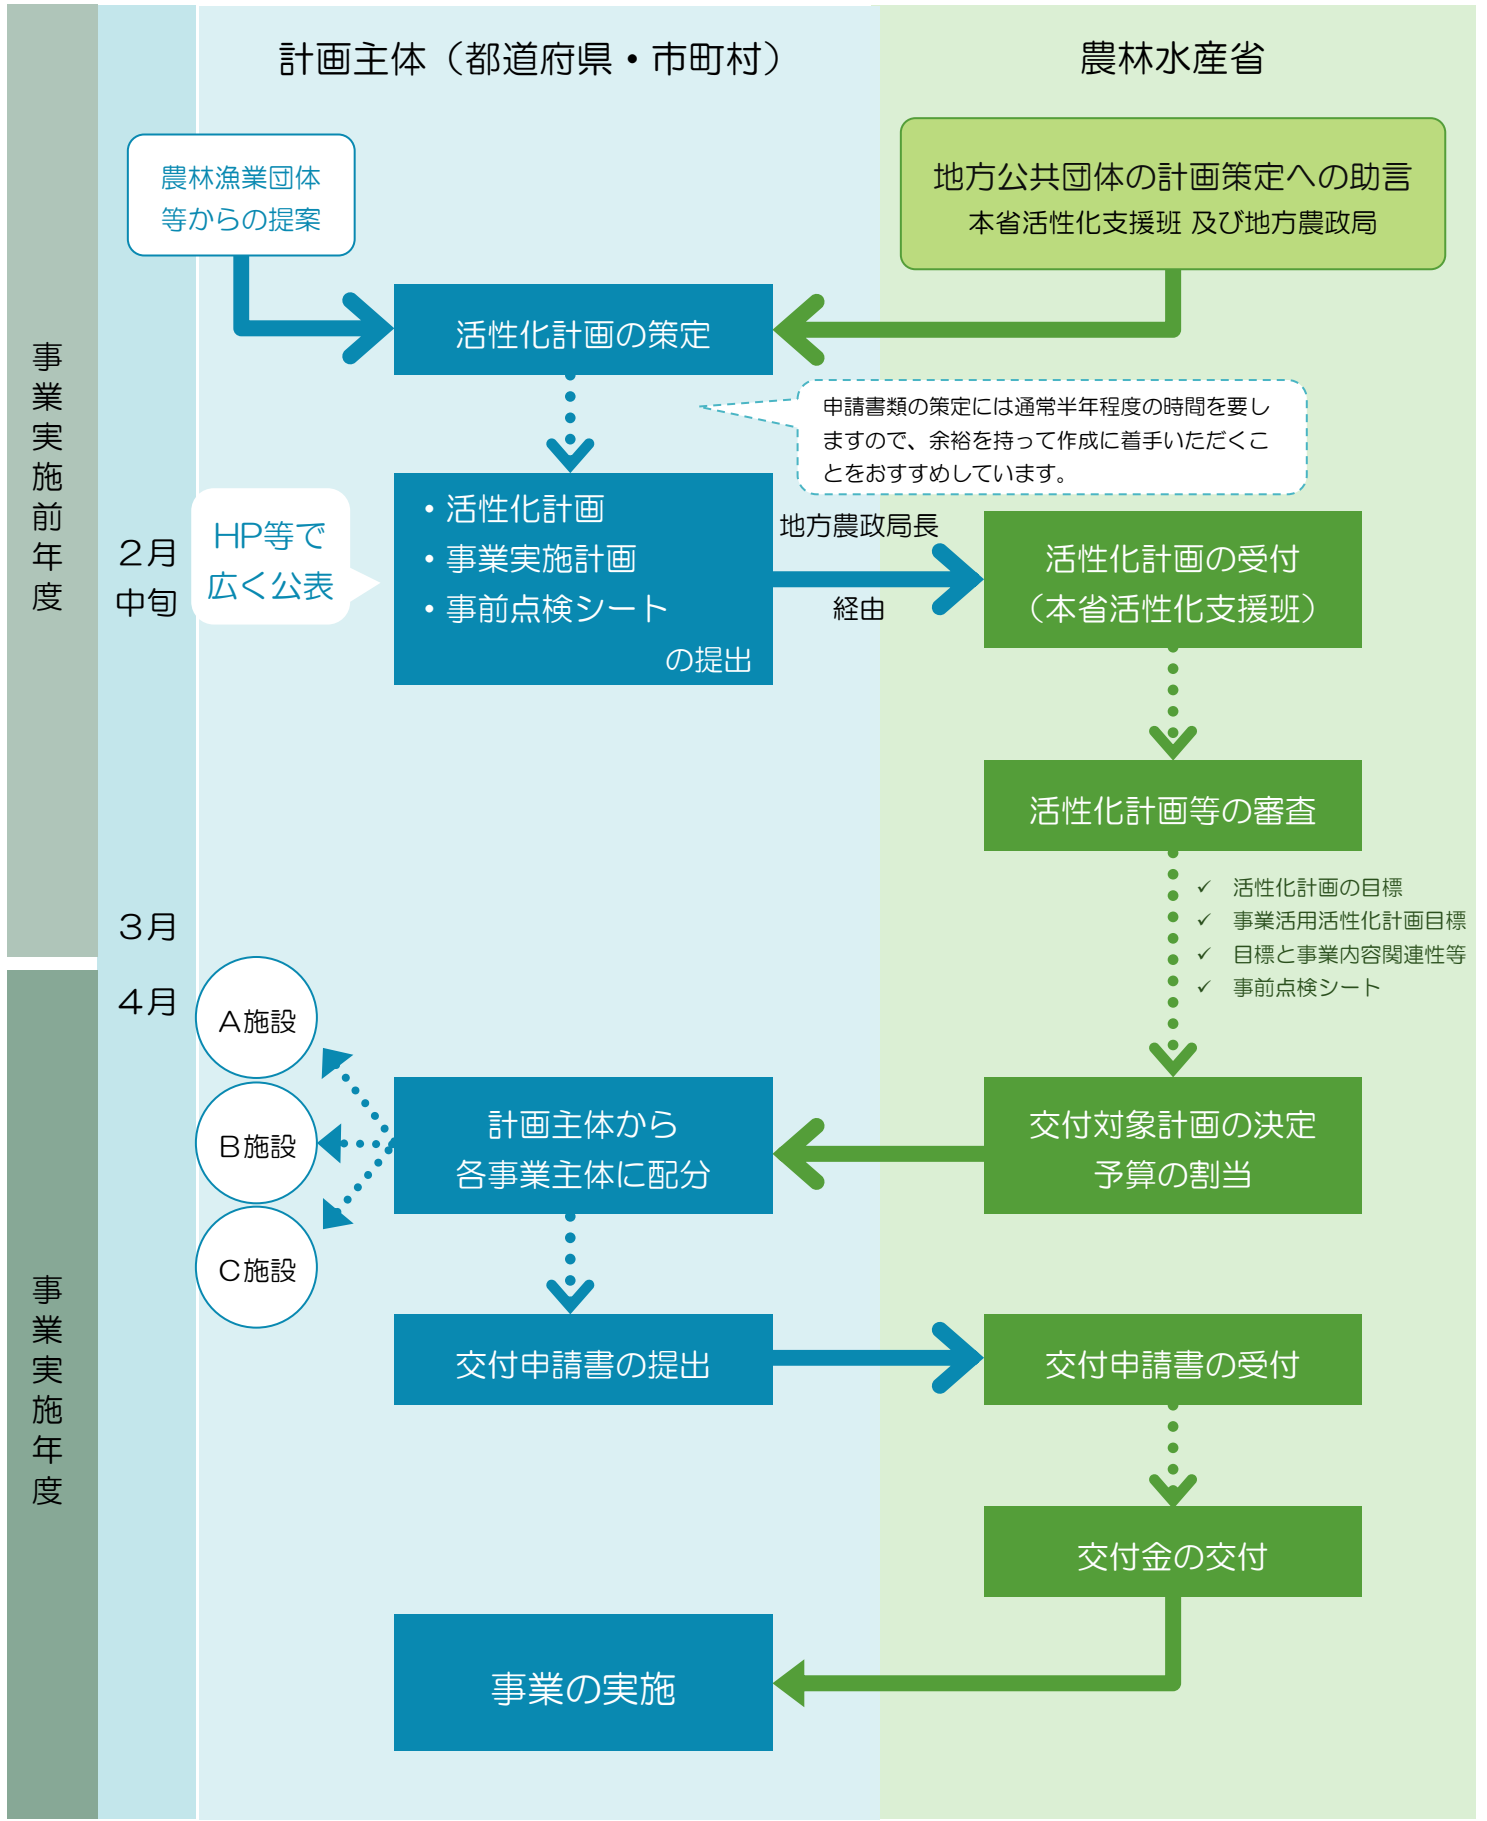 計画主体（都道府県・市町村）
農林水産省
農林漁業団体
等からの提案
地方公共団体の計画策定への助言
本省活性化支援班 及び地方農政局
活性化計画の策定
事業実施前年度
申請書類の策定には通常半年程度の時間を要し
ますので、余裕を持って作成に着手いただくこ
とをおすすめしています。
２月
中旬
HP等で
広く公表
・活性化計画
・事業実施計画
・事前点検シート
の提出
地方農政局長
経由
活性化計画の受付
（本省活性化支援班）
活性化計画等の審査
✓ 活性化計画の目標
✓ 事業活用活性化計画目標
✓ 目標と事業内容関連性等
✓ 事前点検シート
３月
４月
Ａ施設
Ｂ施設
Ｃ施設
計画主体から
各事業主体に配分
交付対象計画の決定
予算の割当
事業実施年度
交付申請書の提出
交付申請書の受付
交付金の交付
事業の実施